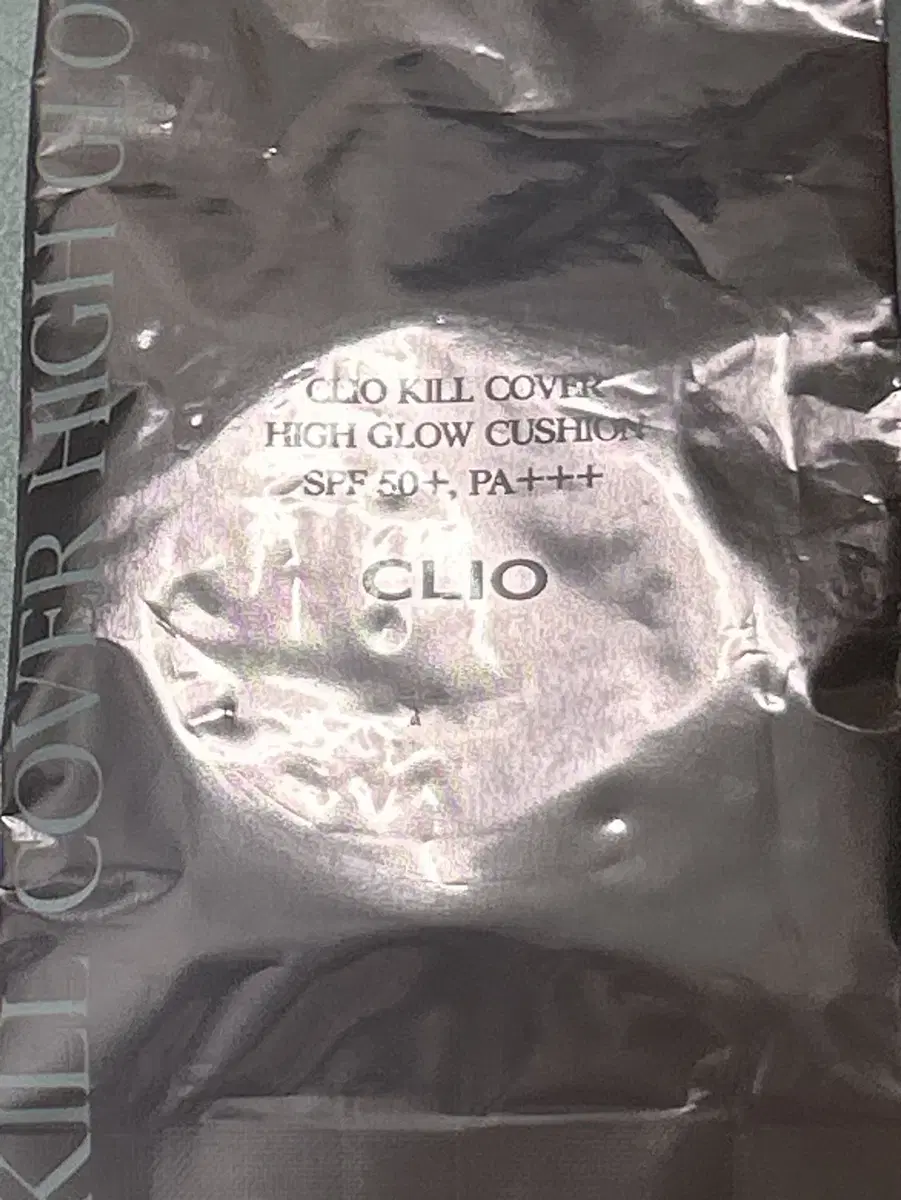 CLIO KILL COVER
HIGH GLOW CUSHION
SPF 50+, PA+++
CLIO
KILL COVER HIGH GLO